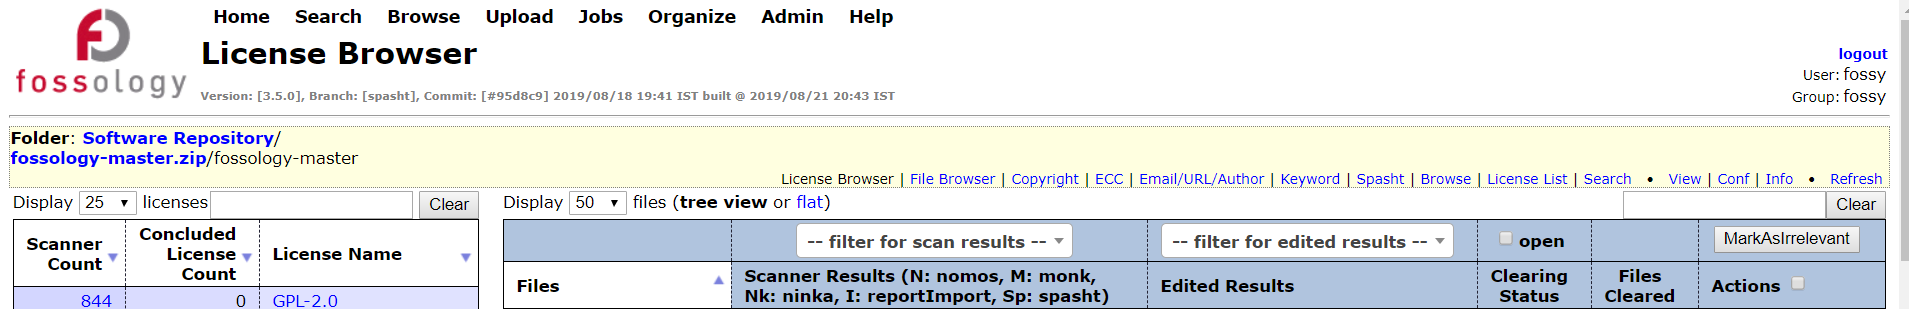 Home Search Browse Upload Jobs Organize Admin Help
fossology
License Browser
Version: [3.5.0], Branch: [spasht], Commit: [#95d8c9] 2019/08/18 19:41 IST built @ 2019/08/21 20:43 IST
logout
User: fossy
Group: fossy
Folder: Software Repository/
fossology-master.zip/fossology-master
License Browser | File Browser | Copyright | ECC | Email/URL/Author | Keyword | Spasht | Browse | License List | Search • View | Conf | Info • Refresh
Display 25 licenses Clear
Display 50 files (tree view or flat) Clear
Scanner Count
Concluded License Count
License Name
844 0 GPL-2.0
-- filter for scan results -- -- filter for edited results -- open MarkAsIrrelevant
Files
Scanner Results (N: nomos, M: monk,
Nk: ninka, I: reportImport, Sp: spasht)
Edited Results
Clearing
Status
Files
Cleared
Actions